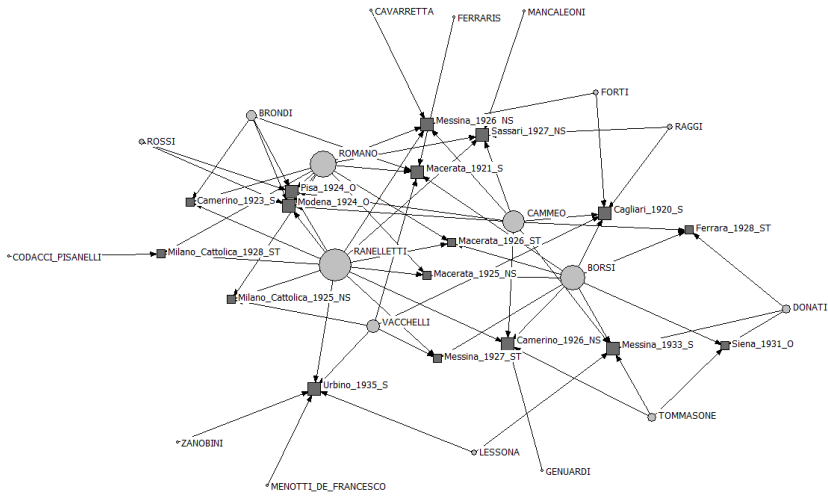 CAVARRETTA
FERRARIS
MANCALEONI
FORTI
BRONDI
Messina_1926_NS
RAGGI
Sassari_1927_NS
ROSSI
ROMANO
Macerata_1921_S
Pisa_1924_O
Camerino_1923_S
Modena_1924_O
CAMMEO
Cagliari_1920_S
Ferrara_1928_ST
Macerata_1926_ST
Milano_Cattolica_1928_ST
RANELLETTI
CODACCI_PISANELLI
Macerata_1925_NS
BORSI
Milano_Cattolica_1925_NS
DONATI
VACCHELLI
Camerino_1926_NS
Messina_1933_S
Siena_1931_O
Messina_1927_ST
Urbino_1935_S
TOMMASONE
ZANOBINI
LESSONA
GENUARDI
MENOTTI_DE_FRANCESCO